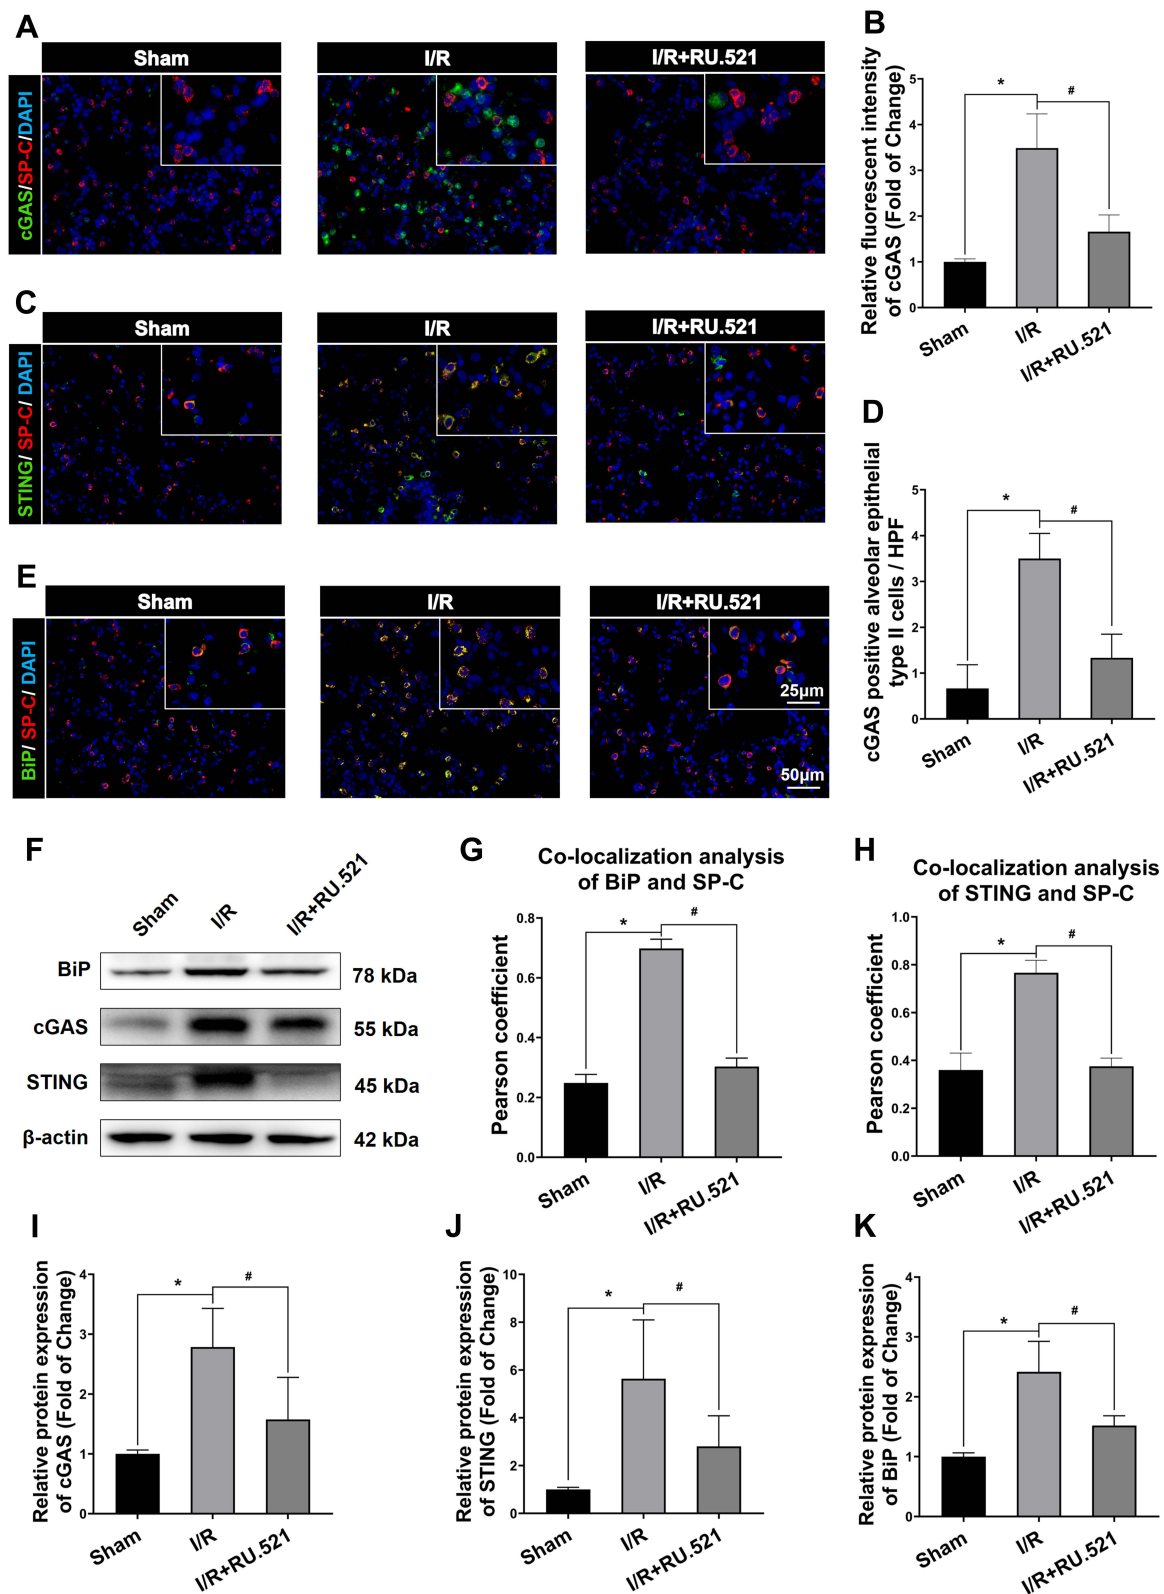 A
Sham
I/R
I/R+RU.521
cGAS/SP-C/DAPI
B
Relative fluorescent intensity
of cGAS (Fold of Change)
5
4
3
2
1
0
*
#
Sham
I/R
I/R+RU.521
C
Sham
I/R
I/R+RU.521
STING/ SP-C/ DAPI
D
cGAS positive alveolar epithelial
type II cells / HPF
5
4
3
2
1
0
*
#
Sham
I/R
I/R+RU.521
E
Sham
I/R
I/R+RU.521
BiP/ SP-C/ DAPI
25μm
50μm
F
Sham
I/R
I/R+RU.521
BiP
78 kDa
cGAS
55 kDa
STING
45 kDa
β-actin
42 kDa
G
Co-localization analysis
of BiP and SP-C
Pearson coefficient
0.8
0.6
0.4
0.2
0.0
*
#
Sham
I/R
I/R+RU.521
H
Co-localization analysis
of STING and SP-C
Pearson coefficient
1.0
0.8
0.6
0.4
0.2
0.0
*
#
Sham
I/R
I/R+RU.521
I
Relative protein expression
of cGAS (Fold of Change)
4
3
2
1
0
*
#
Sham
I/R
I/R+RU.521
J
Relative protein expression
of STING (Fold of Change)
10
8
6
4
2
0
*
#
Sham
I/R
I/R+RU.521
K
Relative protein expression
of BiP (Fold of Change)
4
3
2
1
0
*
#
Sham
I/R
I/R+RU.521